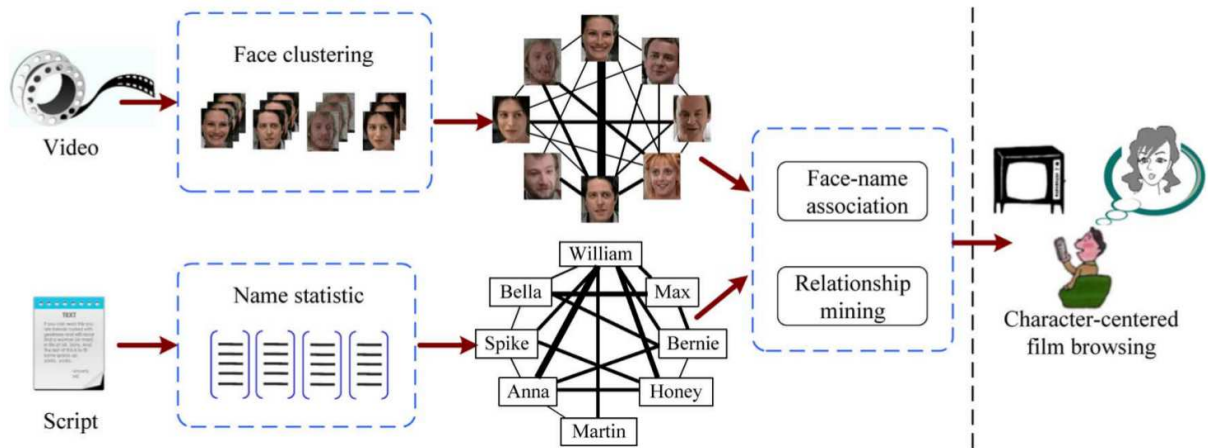 Face clustering
Video
Face-name
association
Relationship
mining
Script
TEXT
Name statistic
William
Bella
Max
Spike
Bernie
Anna
Honey
Martin
Character-centered
film browsing